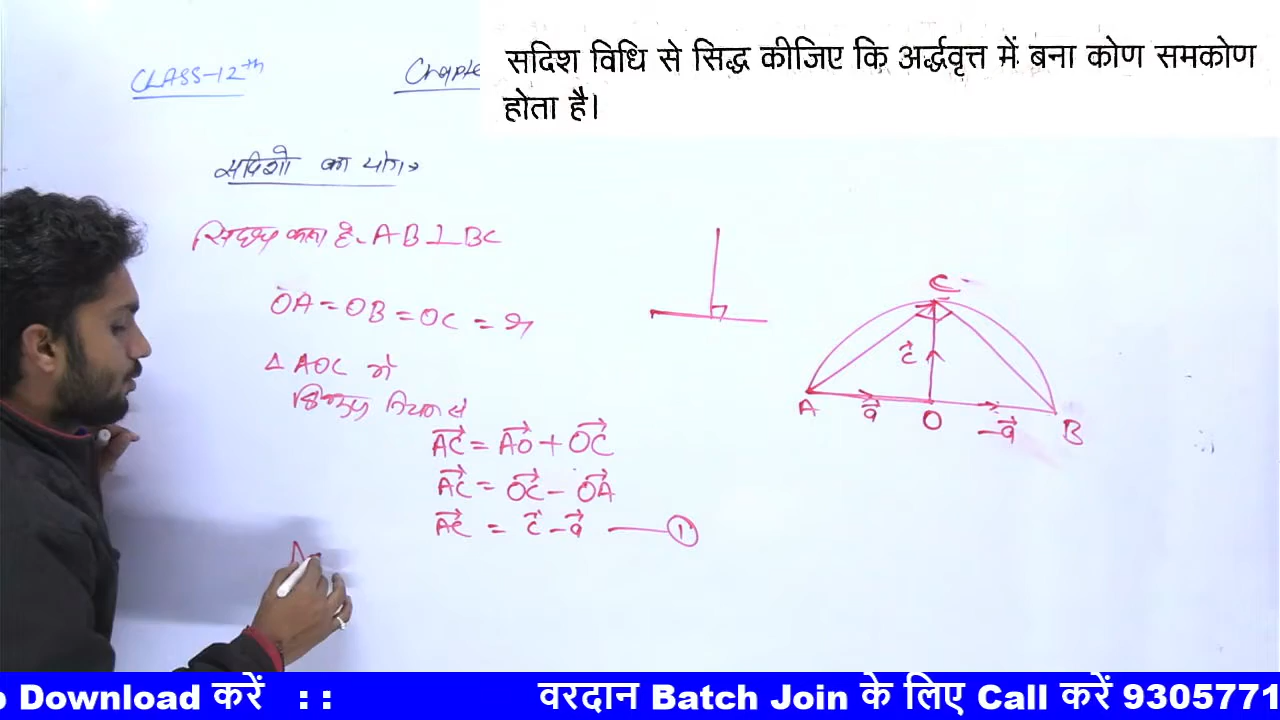 CLASS-12th
Chapte
सदिश विधि से सिद्ध कीजिए कि अर्द्धवृत्त में बना कोण समकोण
होता है।
सदिशो का योग→
सिद्ध करना है- AB⊥BC
OA = OB = OC = r
Δ AOC में
त्रिभुज नियम से
AC⃗ = AO⃗ + OC⃗
AC⃗ = OC⃗ - OA⃗
AC⃗ = c⃗ - a⃗ —— ①
C
c⃗
A
a⃗
O
-a⃗
B
o Download करें : : वरदान Batch Join के लिए Call करें 9305771